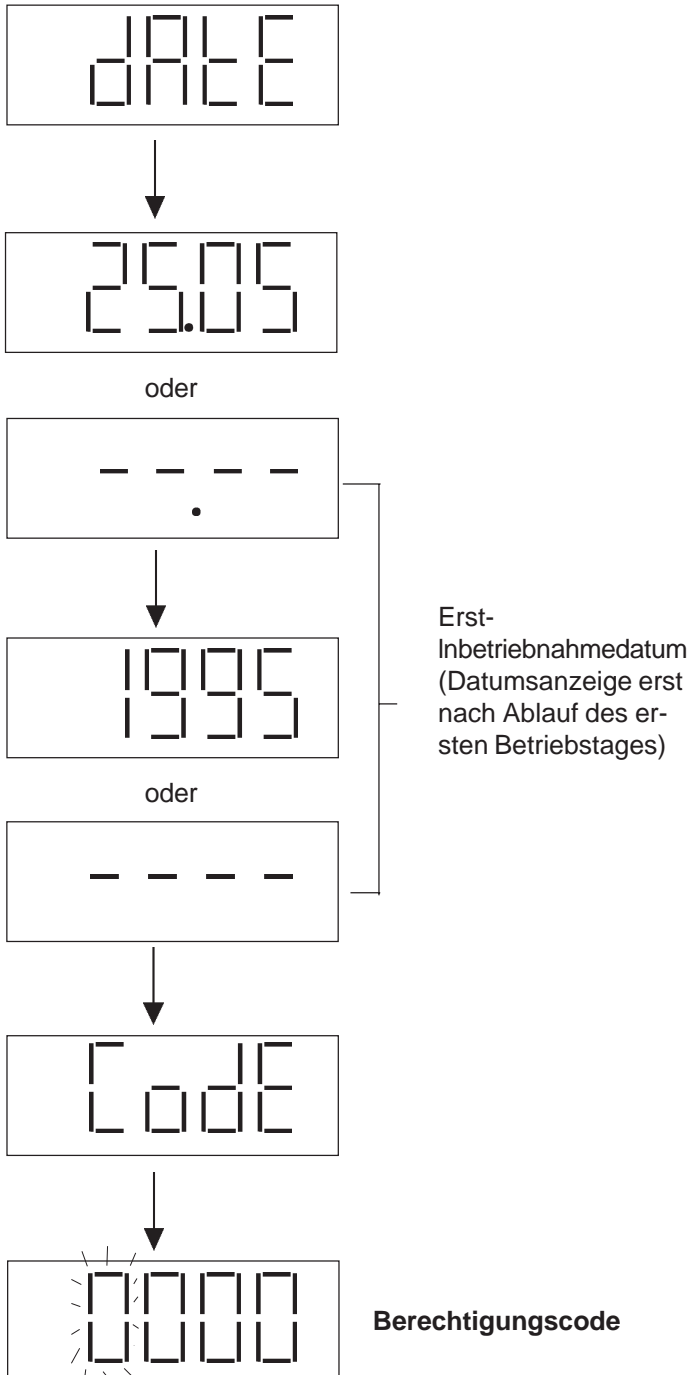 dAtE
25.05
oder
- - - -
.
1995
oder
- - - -
CodE
0000
Erst-
Inbetriebnahmedatum
(Datumsanzeige erst
nach Ablauf des er-
sten Betriebstages)
Berechtigungscode